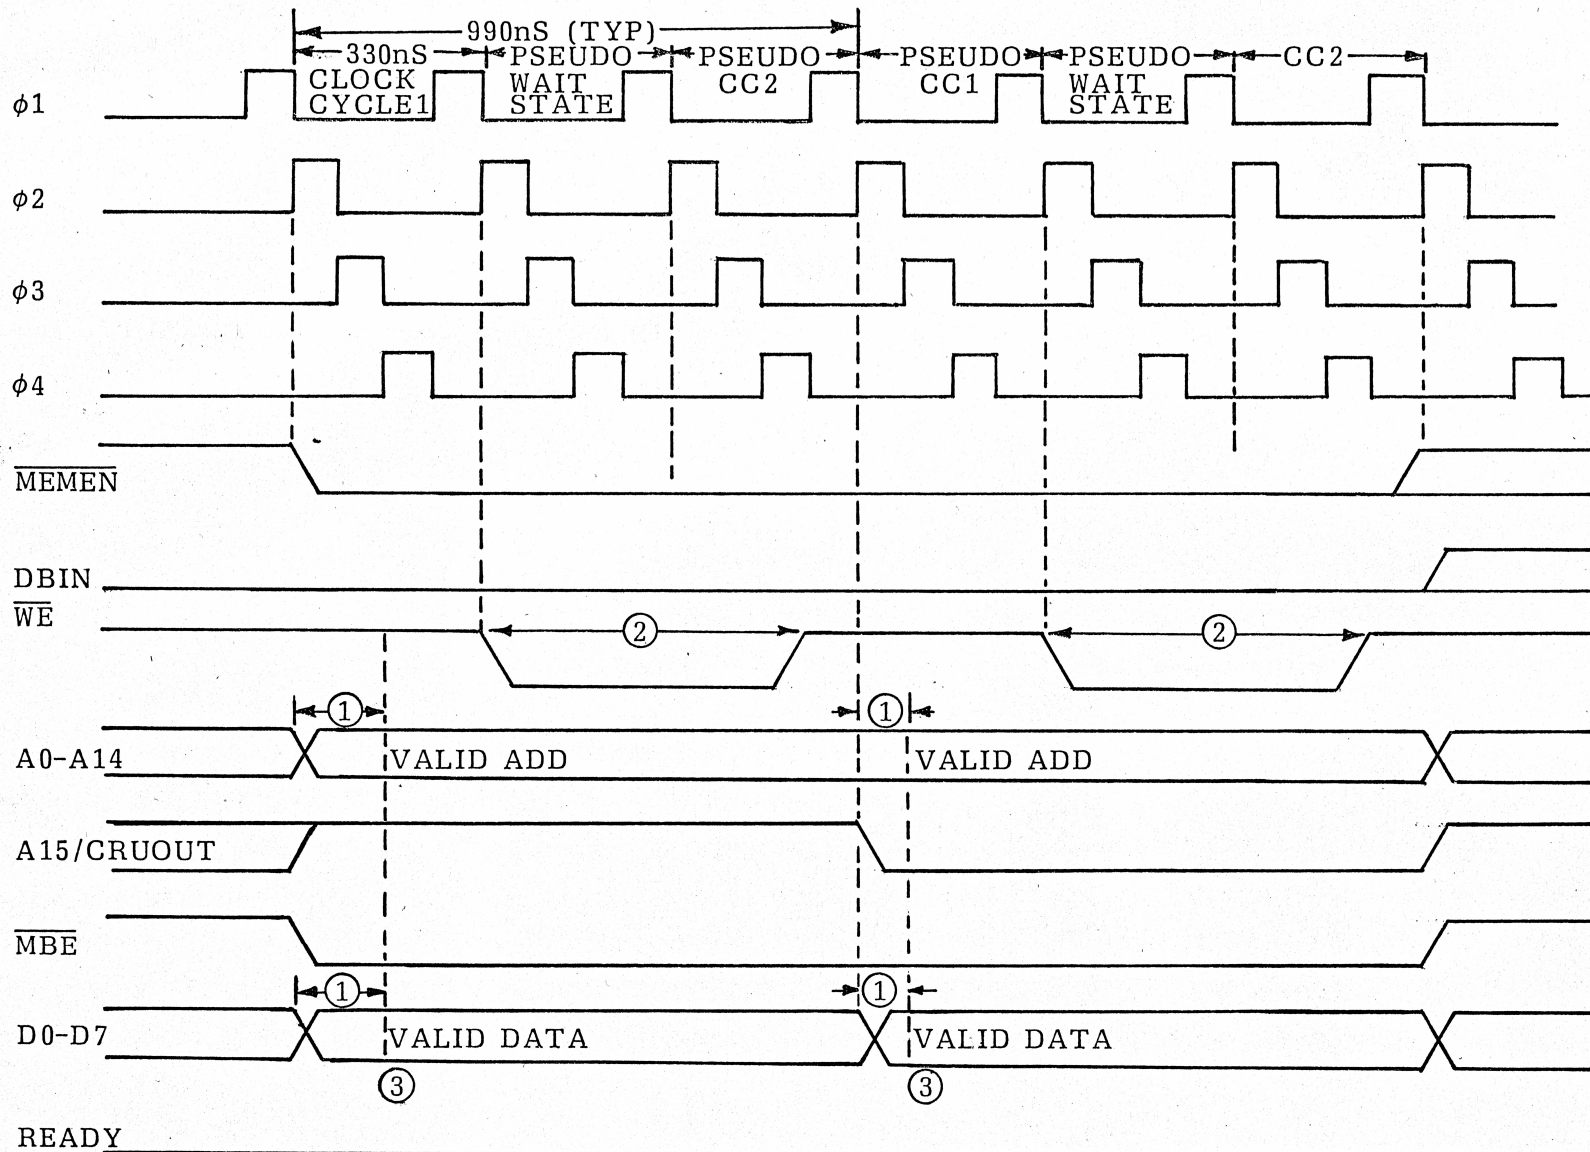 990nS (TYP)
330nS PSEUDO PSEUDO PSEUDO PSEUDO CC2
CLOCK WAIT CC2 CC1 WAIT
CYCLE1 STATE STATE
ϕ1
ϕ2
ϕ3
ϕ4
MEMEN
DBIN
WE
② ②
① ①
A0-A14 VALID ADD VALID ADD
A15/CRUOUT
MBE
① ①
D0-D7 VALID DATA VALID DATA
③ ③
READY